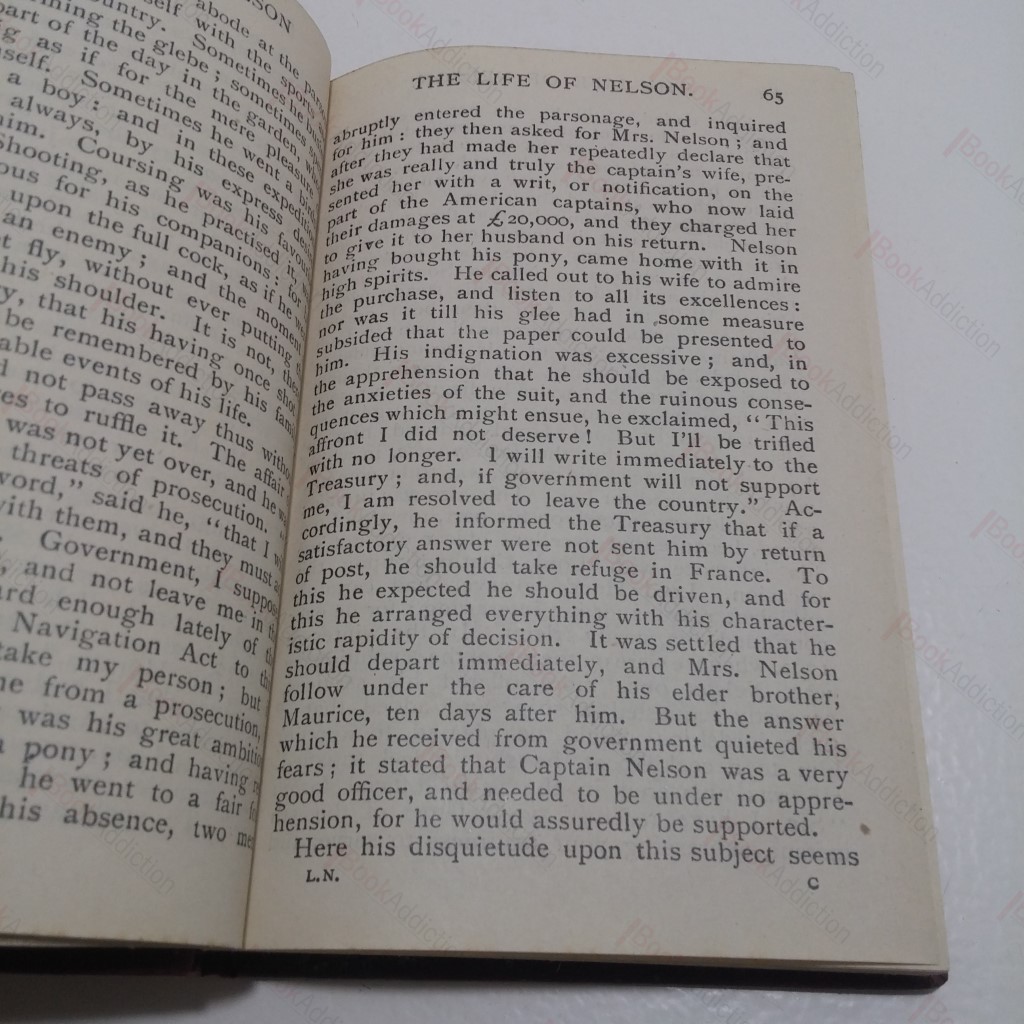 SON
abode at the
country. self with the
ining the glebe; sometimes he
part of the day in the garden,
as if for the mere pleasure
self. Sometimes he went a
a boy: and in these
always, by his express
him. Coursing was his
Shooting, as he practised it,
for his companions: for
upon the full cock, as if he
an enemy; and the moment
fly, without ever putting
his shoulder. It is not,
that his having once shot
be remembered by his
able events of his life.
not pass away thus
to ruffle it. The affair
was not yet over, and he
threats of prosecution.
word," said he, "that I
with them, and they must
Government, I
and not leave me in
enough lately of
Navigation Act to
take my person; but
from a prosecution,
was his great
pony; and having
he went to a fair
his absence, two
THE LIFE OF NELSON. 65
abruptly entered the parsonage, and inquired
for him: they then asked for Mrs. Nelson; and
after they had made her repeatedly declare that
she was really and truly the captain's wife, pre-
sented her with a writ, or notification, on the
part of the American captains, who now laid
their damages at £20,000, and they charged her
to give it to her husband on his return. Nelson
having bought his pony, came home with it in
high spirits. He called out to his wife to admire
the purchase, and listen to all its excellences:
nor was it till his glee had in some measure
subsided that the paper could be presented to
him. His indignation was excessive; and, in
the apprehension that he should be exposed to
the anxieties of the suit, and the ruinous conse-
quences which might ensue, he exclaimed, "This
affront I did not deserve! But I'll be trifled
with no longer. I will write immediately to the
Treasury; and, if government will not support
me, I am resolved to leave the country." Ac-
cordingly, he informed the Treasury that if a
satisfactory answer were not sent him by return
of post, he should take refuge in France. To
this he expected he should be driven, and for
this he arranged everything with his character-
istic rapidity of decision. It was settled that he
should depart immediately, and Mrs. Nelson
follow under the care of his elder brother,
Maurice, ten days after him. But the answer
which he received from government quieted his
fears; it stated that Captain Nelson was a very
good officer, and needed to be under no appre-
hension, for he would assuredly be supported.
Here his disquietude upon this subject seems
L.N. C
BookAddiction